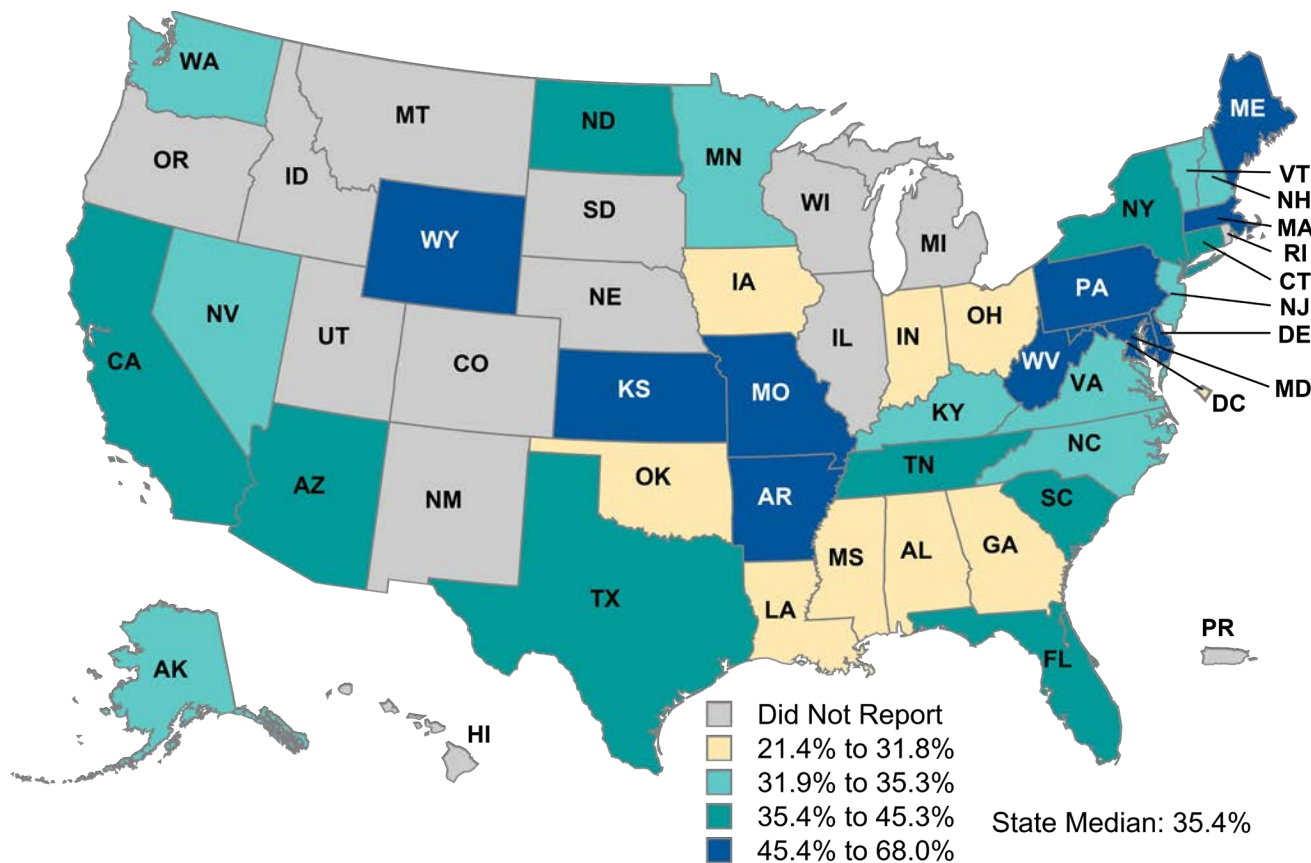 WA
MT
ND
MN
ME
OR
ID
SD
WI
MI
NY
VT
NH
MA
RI
CT
NJ
DE
MD
DC
WY
NE
IA
PA
NV
UT
CO
IL
IN
OH
CA
KS
MO
WV
VA
KY
NC
TN
AZ
NM
OK
AR
SC
MS
AL
GA
TX
LA
FL
PR
AK
HI
Did Not Report
21.4% to 31.8%
31.9% to 35.3%
35.4% to 45.3%
45.4% to 68.0%
State Median: 35.4%